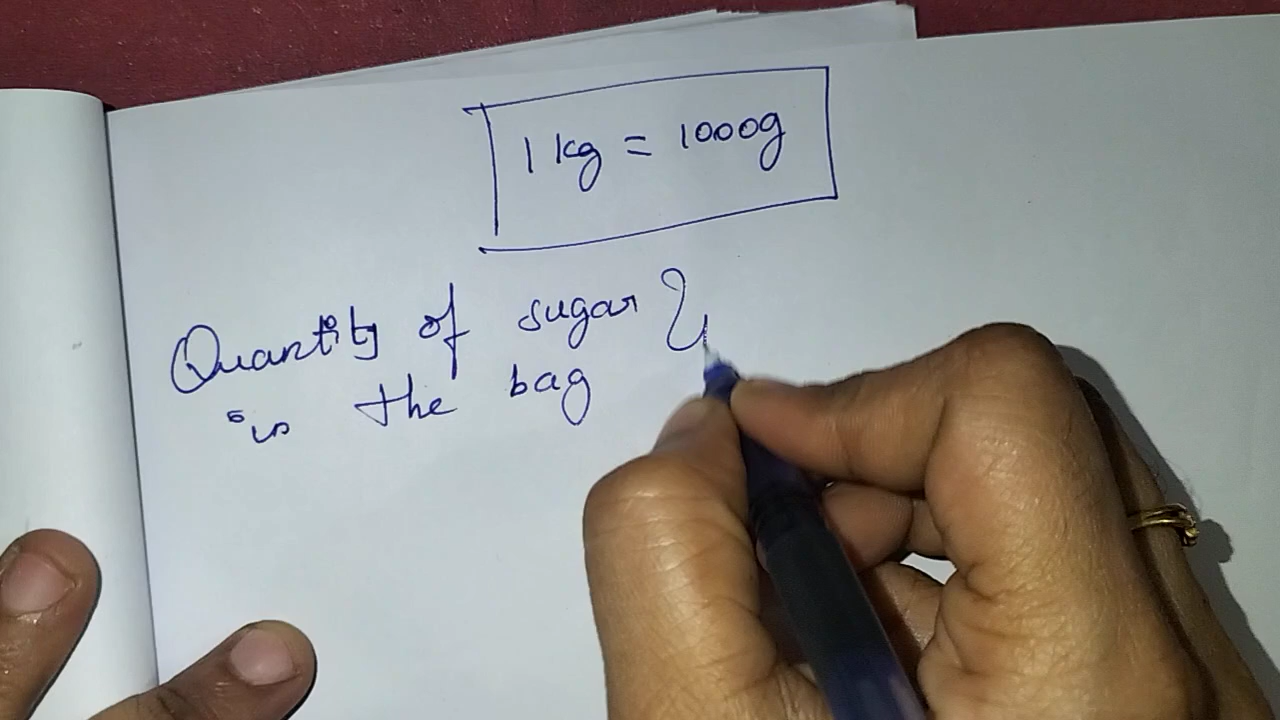 1 kg = 1000g
Quantity of sugar
in the bag